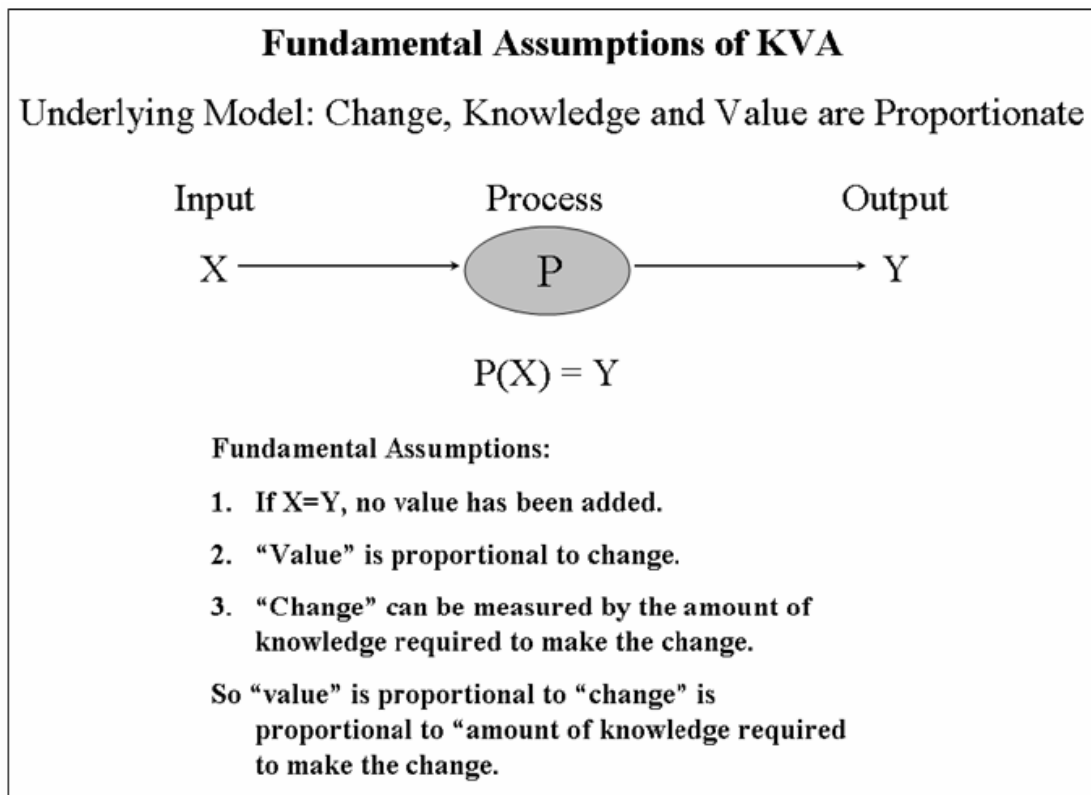 Fundamental Assumptions of KVA
Underlying Model: Change, Knowledge and Value are Proportionate
Input Process Output
X P Y
P(X) = Y
Fundamental Assumptions:
1. If X=Y, no value has been added.
2. “Value” is proportional to change.
3. “Change” can be measured by the amount of
knowledge required to make the change.
So “value” is proportional to “change” is
proportional to “amount of knowledge required
to make the change.